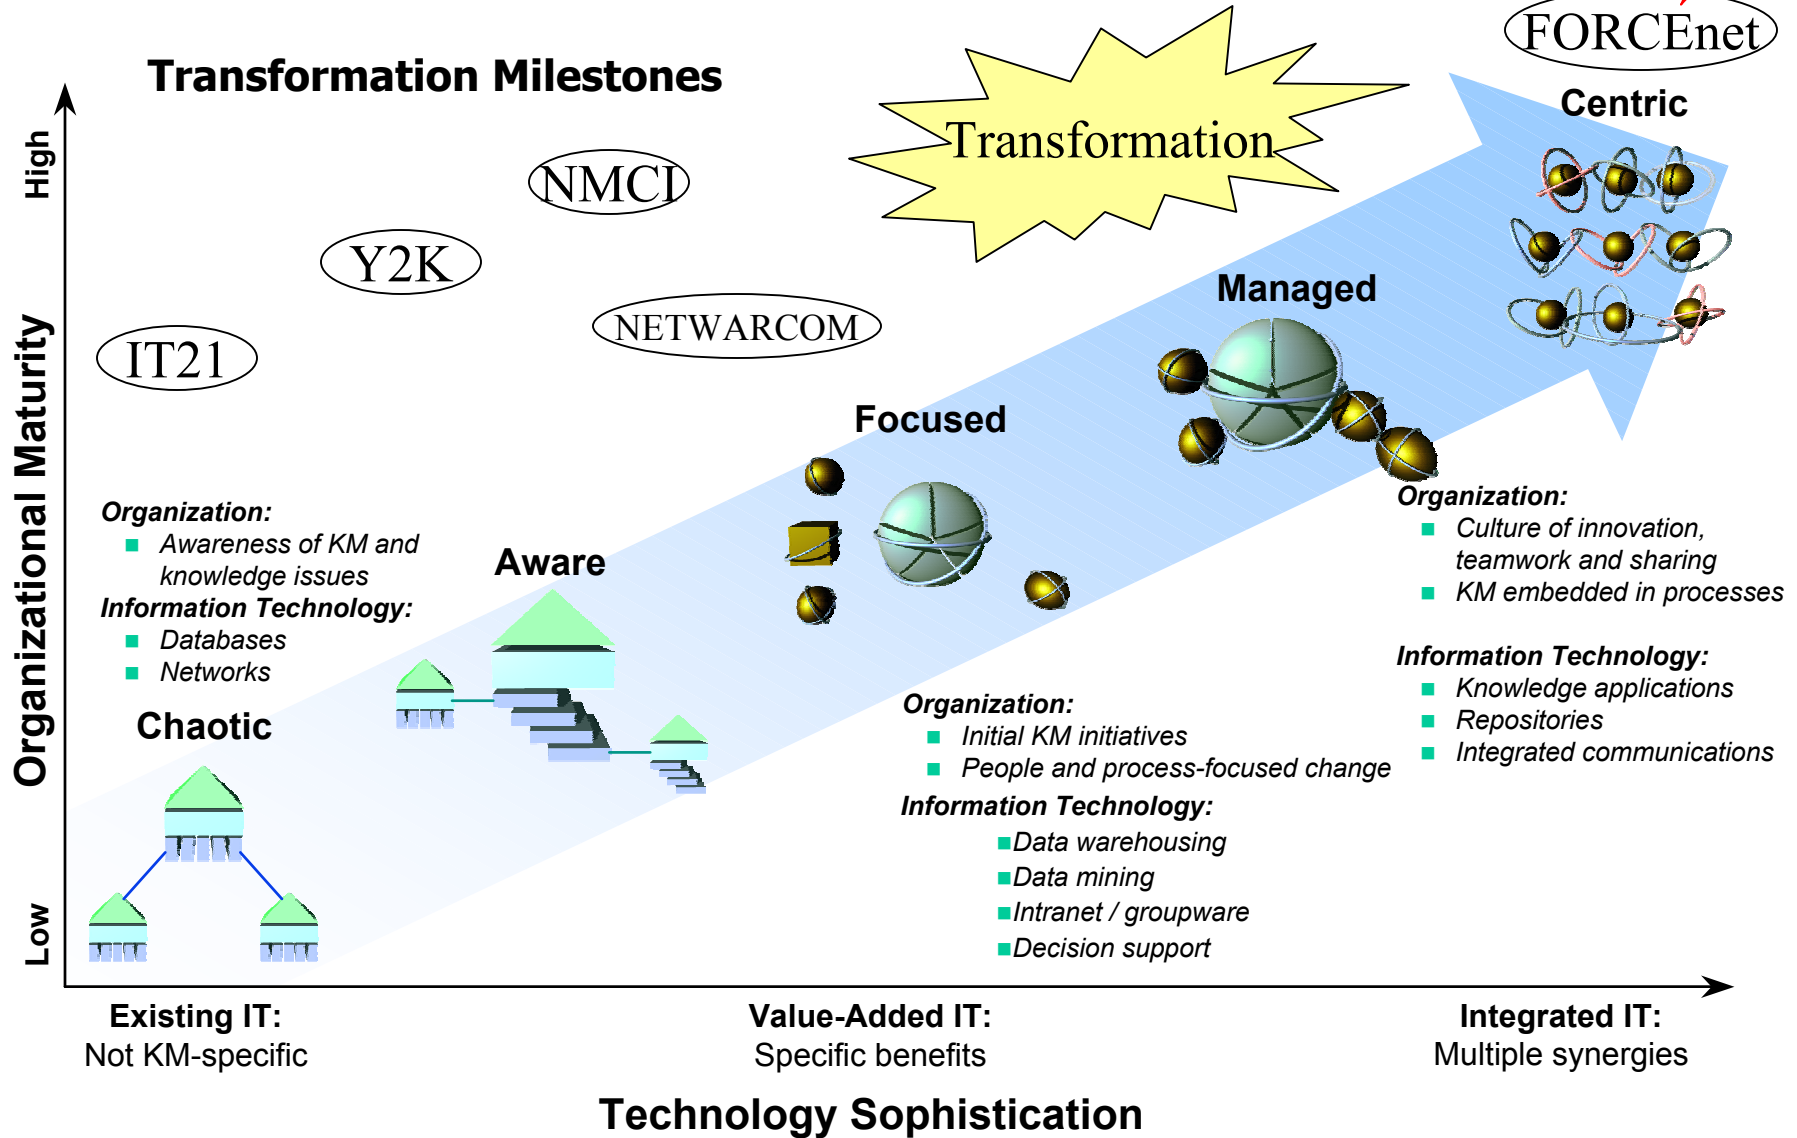 FORCEnet
Transformation Milestones
Centric
Transformation
High
NMCI
Y2K
Managed
NETWARCOM
IT21
Focused
Organizational Maturity
Organization:
Awareness of KM and
knowledge issues
Information Technology:
Databases
Networks
Aware
Organization:
Culture of innovation,
teamwork and sharing
KM embedded in processes
Information Technology:
Knowledge applications
Repositories
Integrated communications
Chaotic
Organization:
Initial KM initiatives
People and process-focused change
Information Technology:
Data warehousing
Data mining
Intranet / groupware
Decision support
Low
Existing IT:
Not KM-specific
Value-Added IT:
Specific benefits
Integrated IT:
Multiple synergies
Technology Sophistication